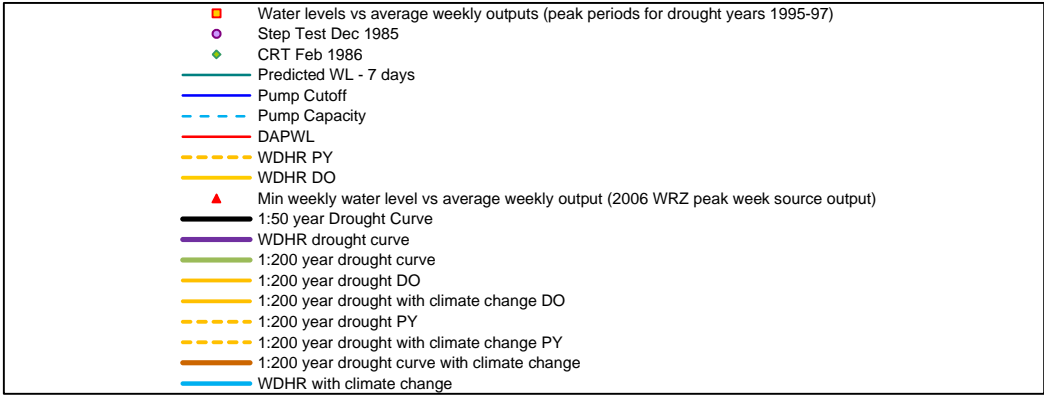 Water levels vs average weekly outputs (peak periods for drought years 1995-97)
Step Test Dec 1985
CRT Feb 1986
Predicted WL - 7 days
Pump Cutoff
Pump Capacity
DAPWL
WDHR PY
WDHR DO
Min weekly water level vs average weekly output (2006 WRZ peak week source output)
1:50 year Drought Curve
WDHR drought curve
1:200 year drought curve
1:200 year drought DO
1:200 year drought with climate change DO
1:200 year drought PY
1:200 year drought with climate change PY
1:200 year drought curve with climate change
WDHR with climate change